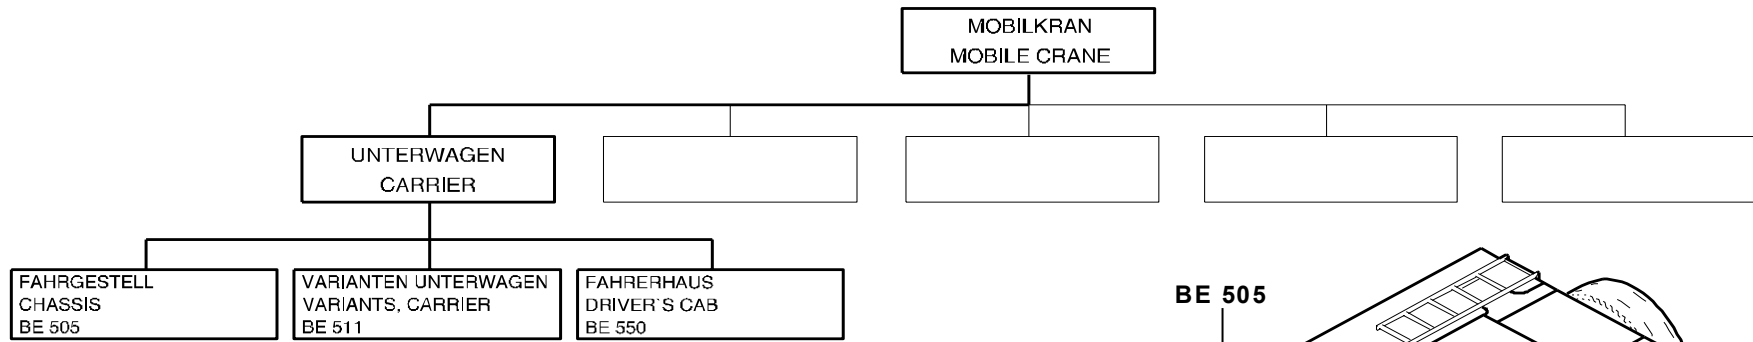 MOBILKRAN
MOBILE CRANE
UNTERWAGEN
CARRIER
FAHRGESTELL
CHASSIS
BE 505
VARIANTEN UNTERWAGEN
VARIANTS, CARRIER
BE 511
FAHRERHAUS
DRIVER`S CAB
BE 550
BE 505